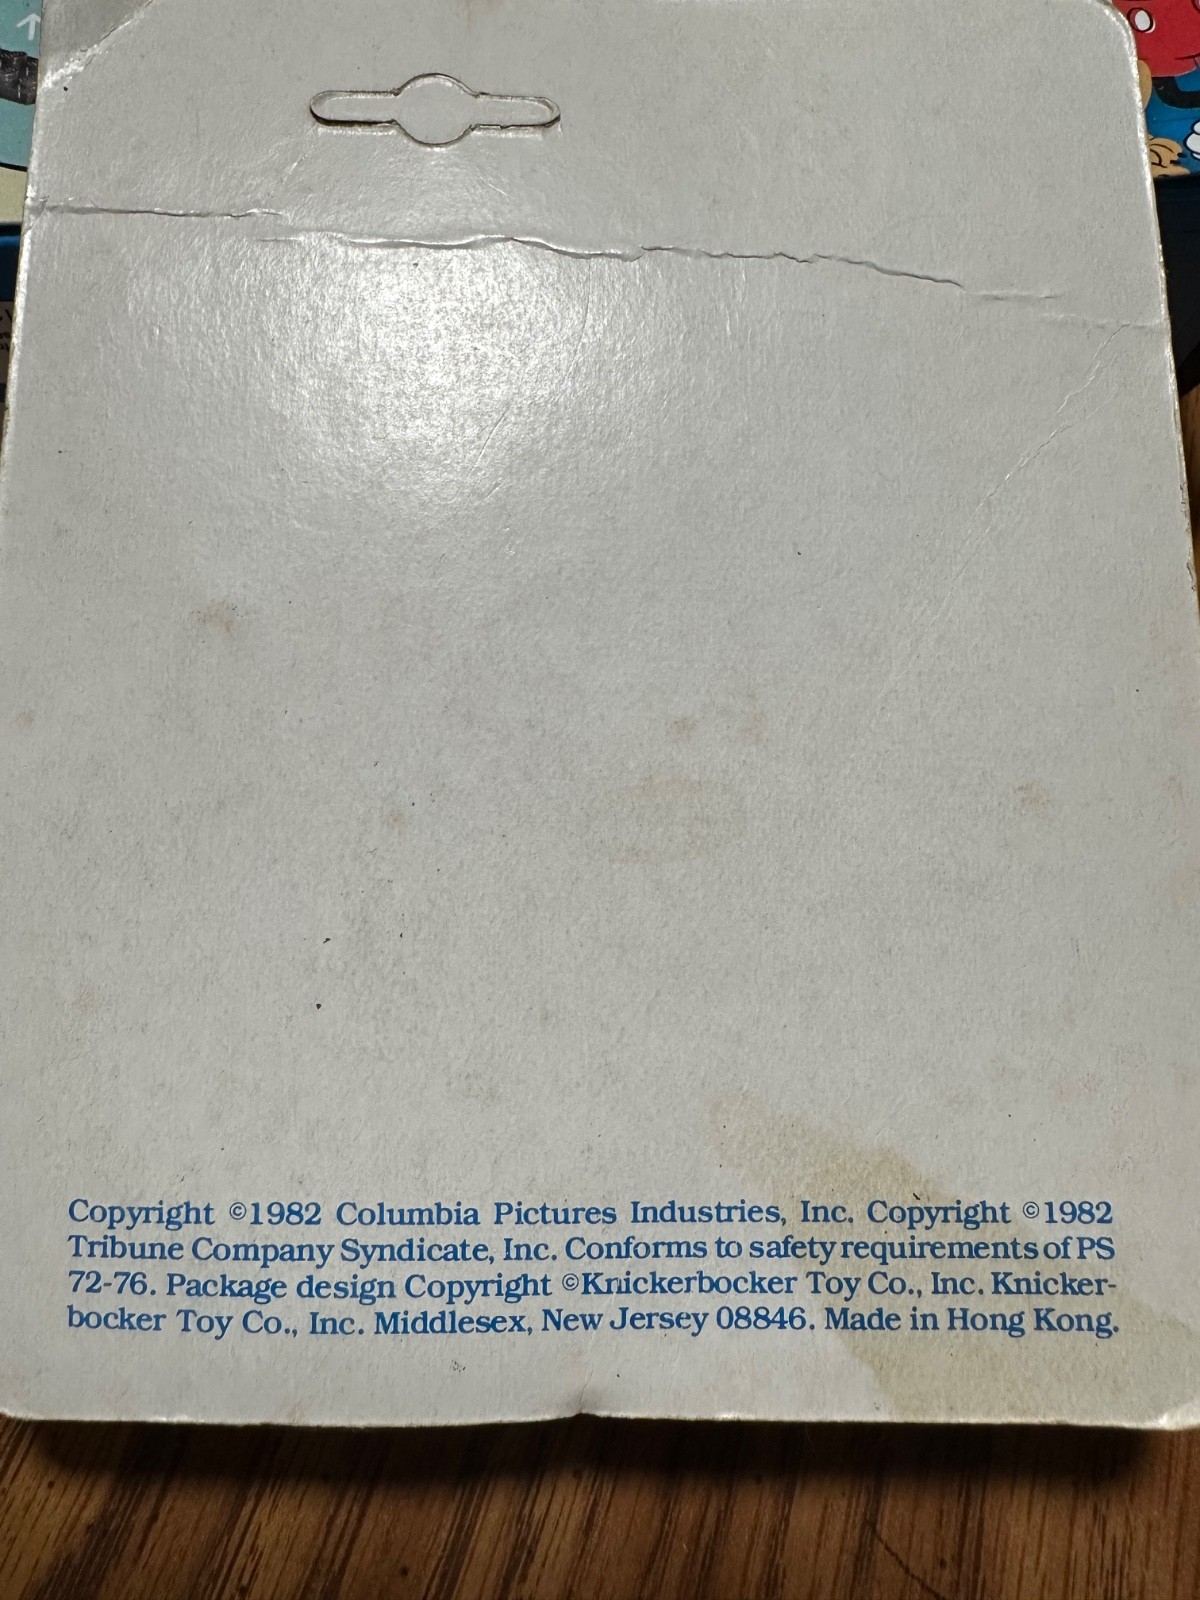 Copyright ©1982 Columbia Pictures Industries, Inc. Copyright ©1982
Tribune Company Syndicate, Inc. Conforms to safety requirements of PS
72-76. Package design Copyright ©Knickerbocker Toy Co., Inc. Knicker-
bocker Toy Co., Inc. Middlesex, New Jersey 08846. Made in Hong Kong.